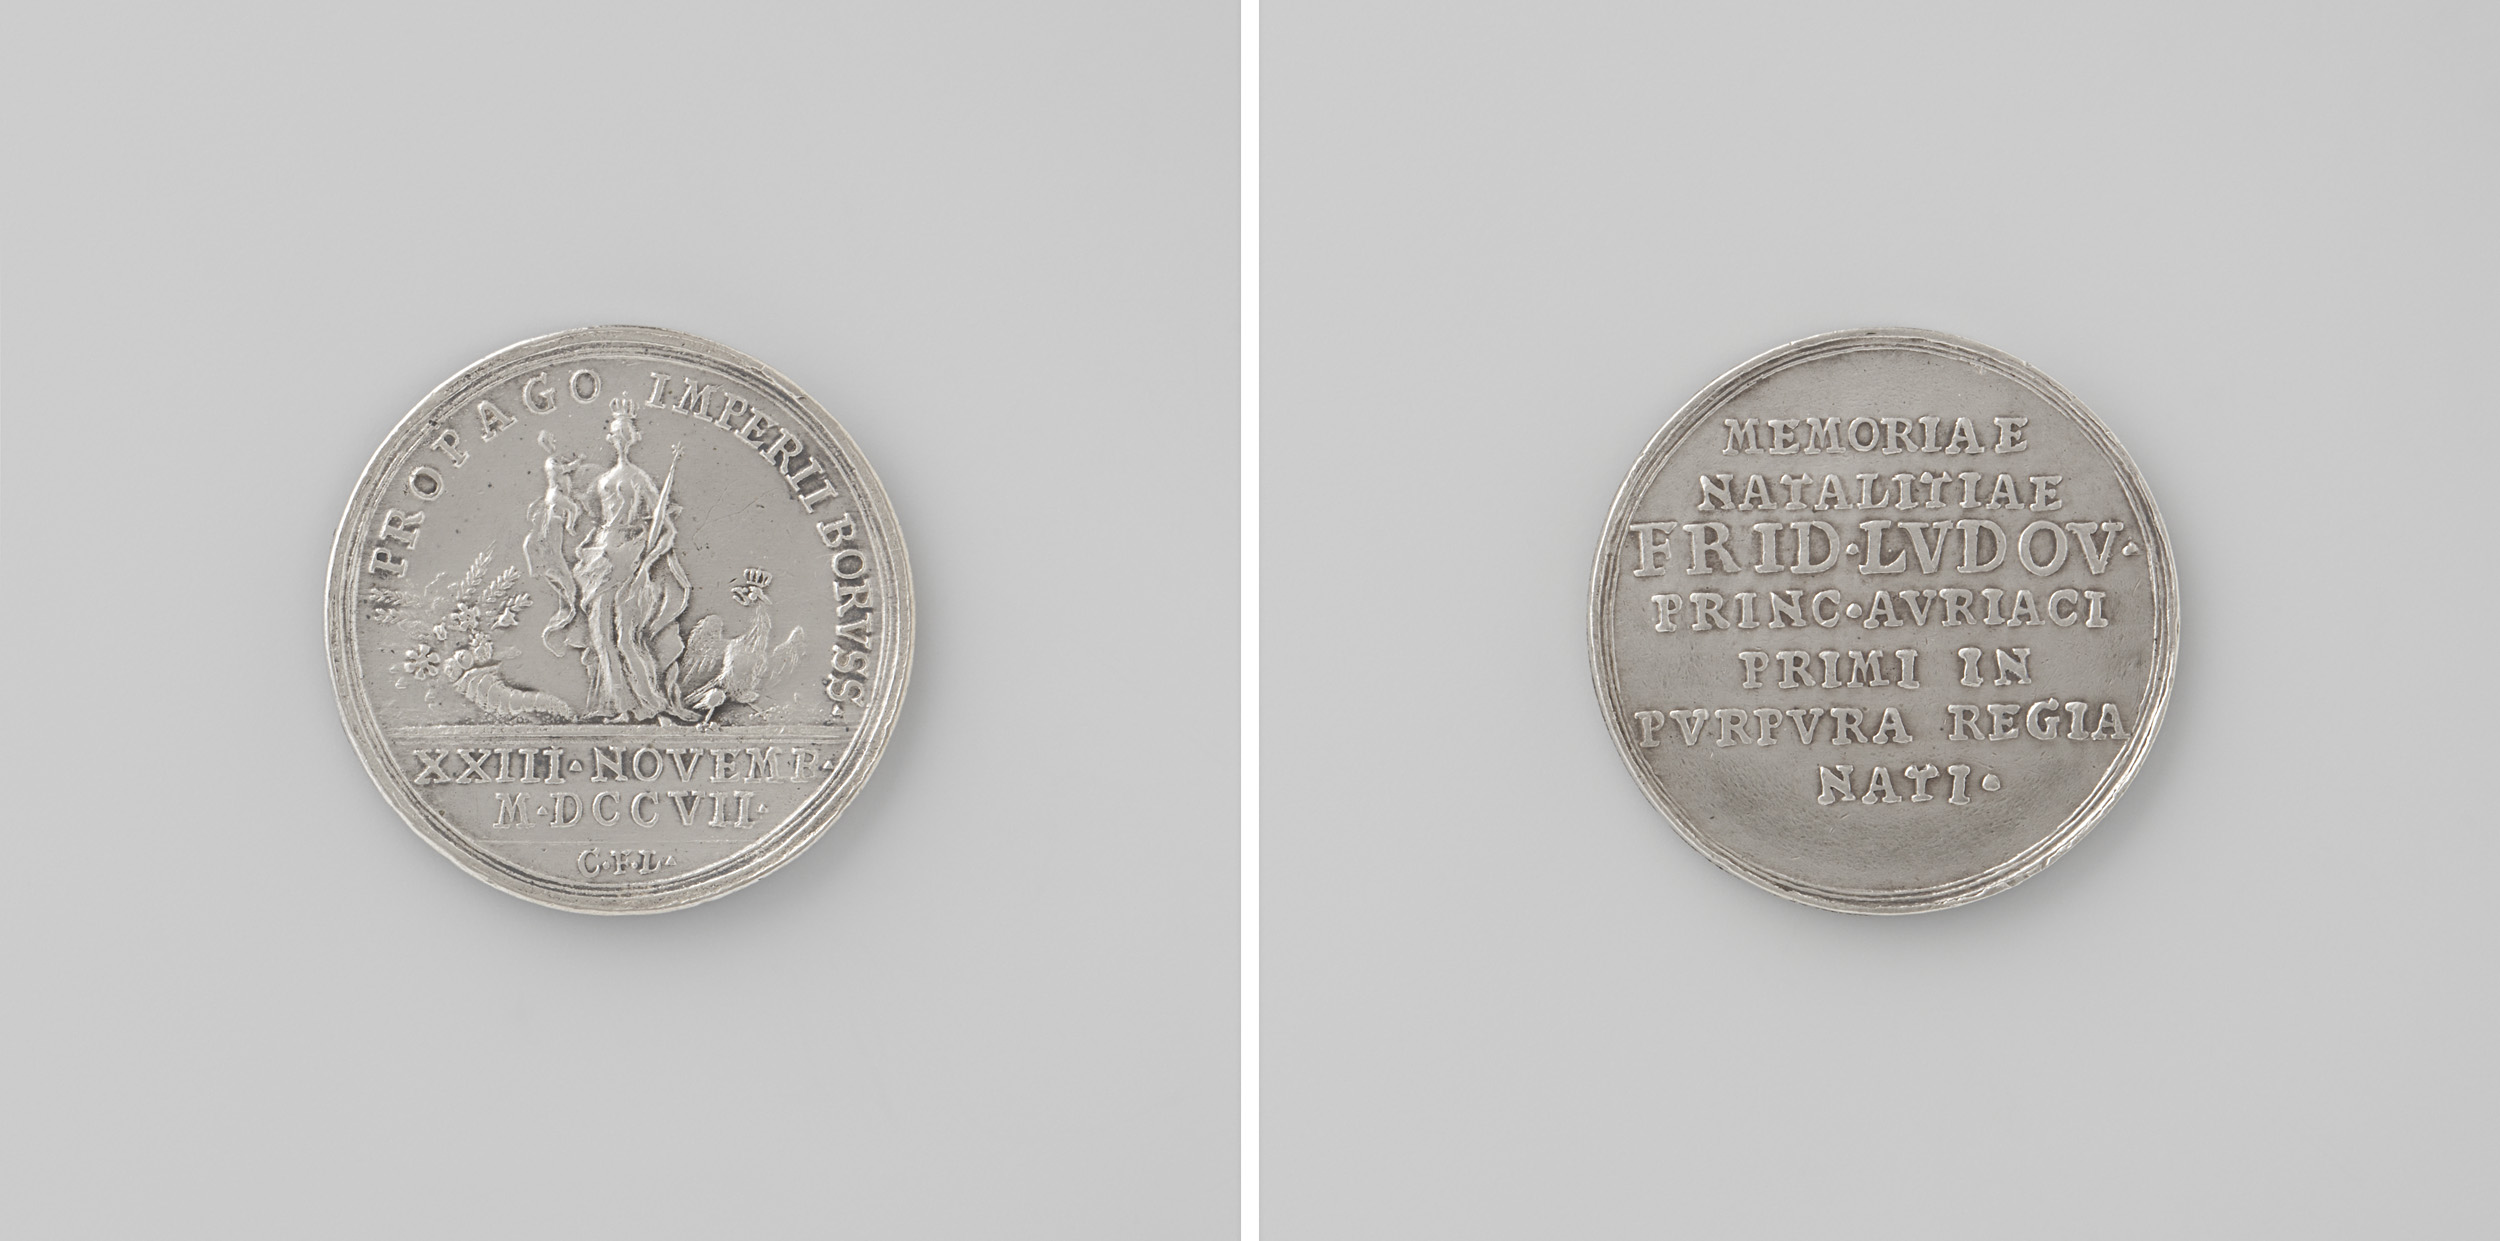 PROPAGO IMPERII BORVSS·
XXIII·NOVEMB·
M·DCCVII·
C·F·L·
MEMORIAE
NATALITIAE
FRID·LVDOV·
PRINC·AVRIACI
PRIMI IN
PVRPVRA REGIA
NATI·